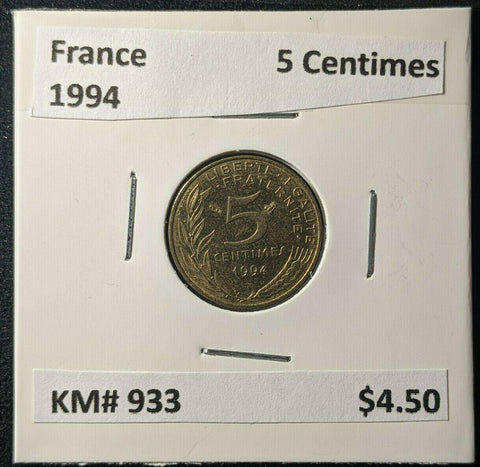 France 5 Centimes
1994
LIBERTE·EGALITE
·FRATERNITE·
5
CENTIMES
1994
KM# 933 $4.50